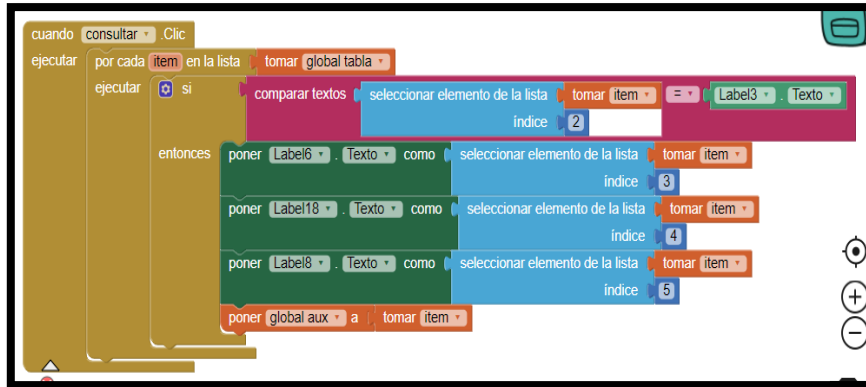 cuando consultar .Clic
ejecutar por cada item en la lista tomar global tabla
ejecutar si comparar textos seleccionar elemento de la lista tomar item = Label3 . Texto
índice 2
entonces poner Label6 . Texto como seleccionar elemento de la lista tomar item
índice 3
poner Label18 . Texto como seleccionar elemento de la lista tomar item
índice 4
poner Label8 . Texto como seleccionar elemento de la lista tomar item
índice 5
poner global aux a tomar item